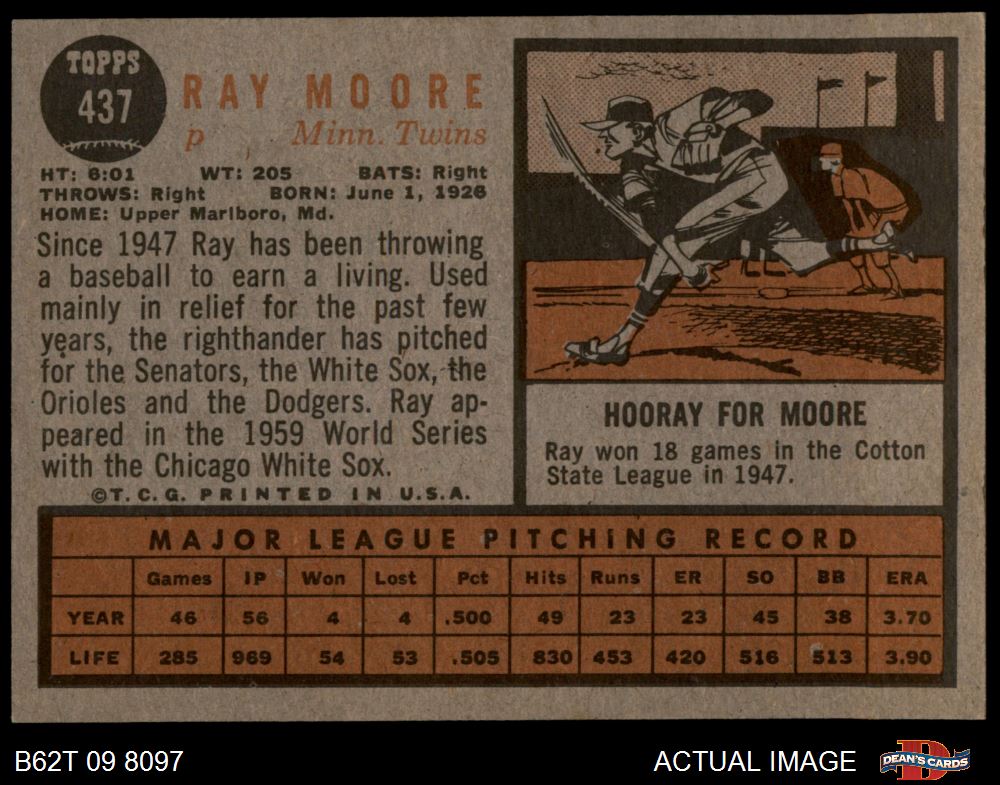 TOPPS
437
RAY MOORE
p Minn. Twins
HT: 6:01 WT: 205 BATS: Right
THROWS: Right BORN: June 1, 1926
HOME: Upper Marlboro, Md.
Since 1947 Ray has been throwing
a baseball to earn a living. Used
mainly in relief for the past few
years, the righthander has pitched
for the Senators, the White Sox, the
Orioles and the Dodgers. Ray ap-
peared in the 1959 World Series
with the Chicago White Sox.
©T.C.G. PRINTED IN U.S.A.
HOORAY FOR MOORE
Ray won 18 games in the Cotton
State League in 1947.
MAJOR LEAGUE PITCHING RECORD
Games IP Won Lost Pct Hits Runs ER SO BB ERA
YEAR 46 56 4 4 .500 49 23 23 45 38 3.70
LIFE 285 969 54 53 .505 830 453 420 516 513 3.90
B62T 09 8097 ACTUAL IMAGE DEAN'S CARDS